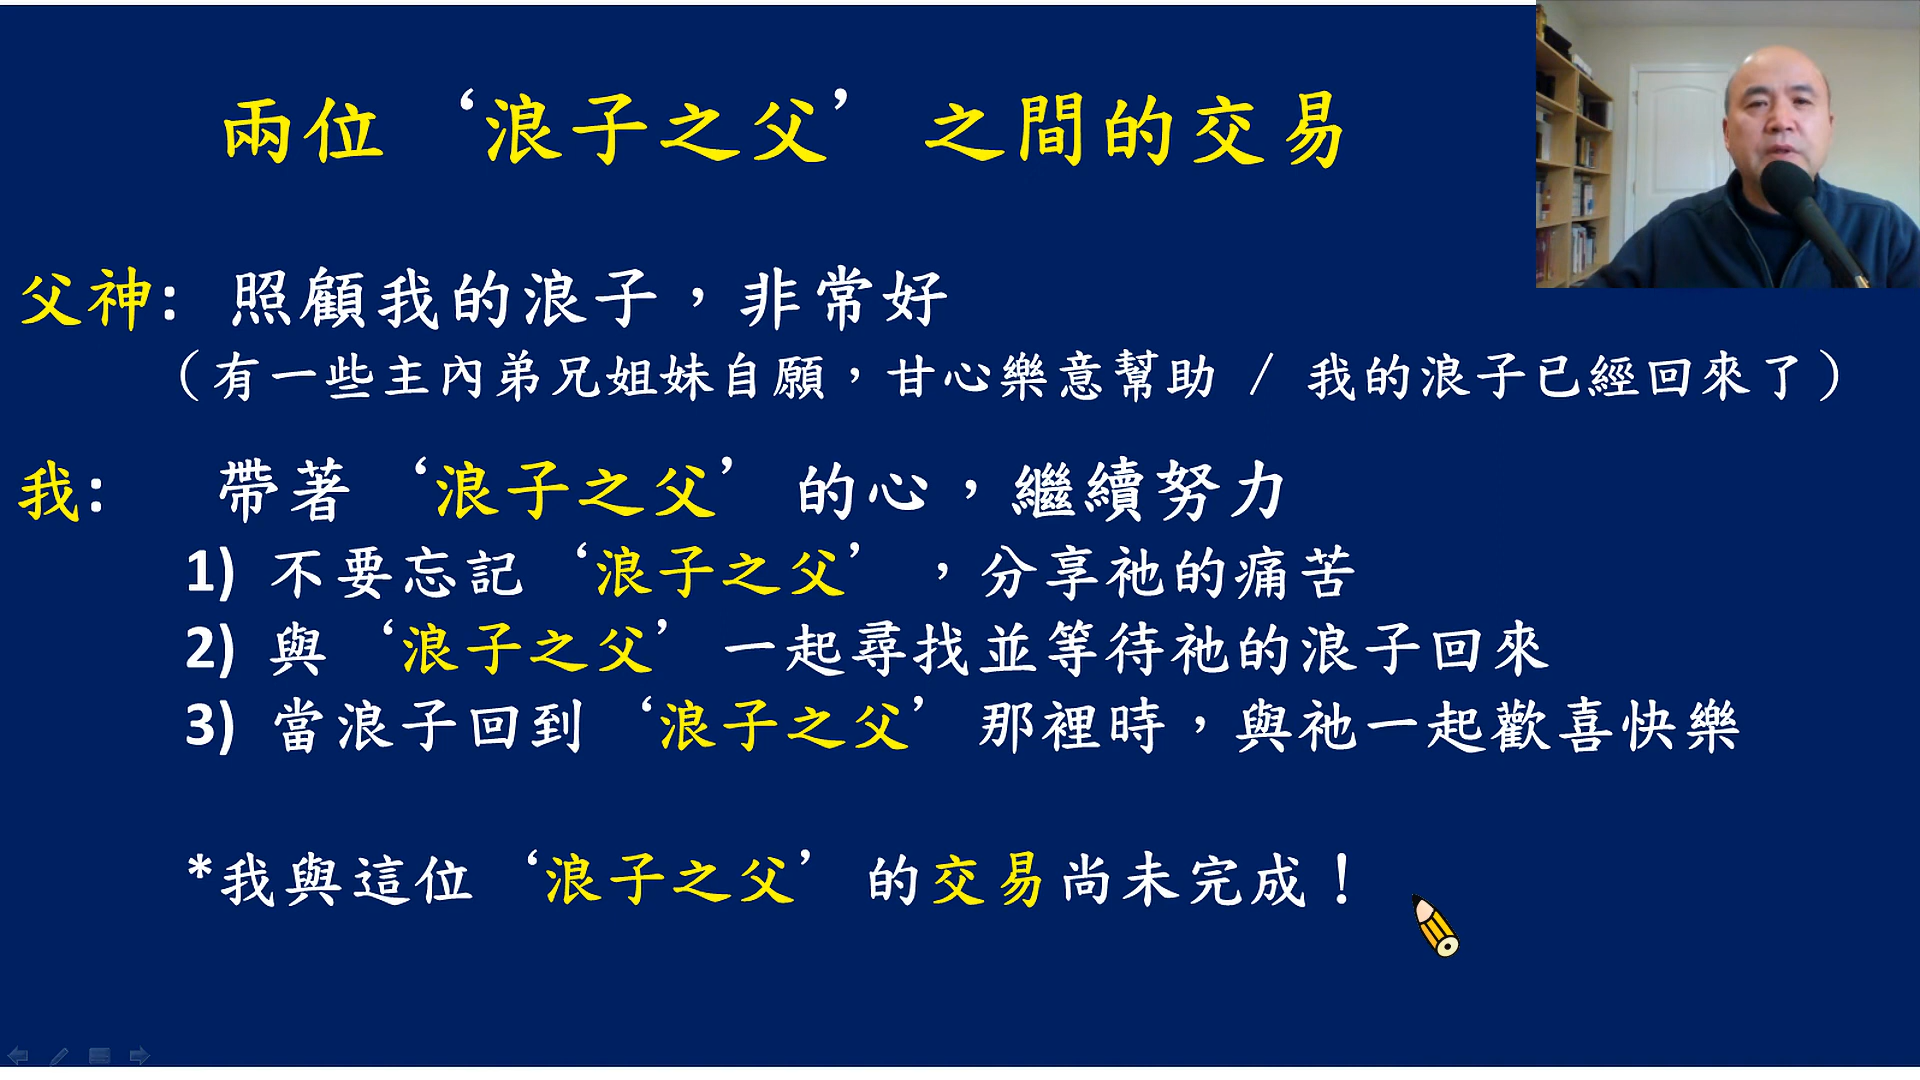 兩位‘浪子之父’之間的交易
父神: 照顧我的浪子，非常好
（有一些主內弟兄姐妹自願，甘心樂意幫助 / 我的浪子已經回來了）
我: 帶著‘浪子之父’的心，繼續努力
1) 不要忘記‘浪子之父’，分享祂的痛苦
2) 與‘浪子之父’一起尋找並等待祂的浪子回來
3) 當浪子回到‘浪子之父’那裡時，與祂一起歡喜快樂
*我與這位‘浪子之父’的交易尚未完成！